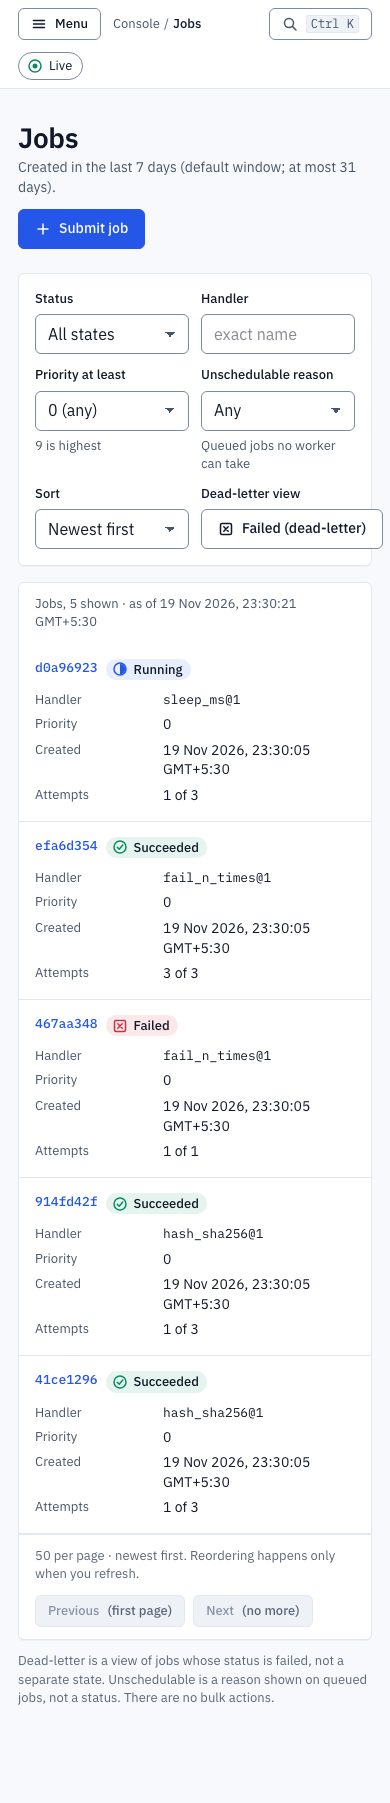 Menu Console / Jobs Ctrl K
Live
Jobs
Created in the last 7 days (default window; at most 31
days).
Submit job
Status Handler
All states exact name
Priority at least Unschedulable reason
0 (any) Any
9 is highest Queued jobs no worker
can take
Sort Dead-letter view
Newest first Failed (dead-letter)
Jobs, 5 shown · as of 19 Nov 2026, 23:30:21
GMT+5:30
d0a96923 Running
Handler sleep_ms@1
Priority 0
Created 19 Nov 2026, 23:30:05
GMT+5:30
Attempts 1 of 3
efa6d354 Succeeded
Handler fail_n_times@1
Priority 0
Created 19 Nov 2026, 23:30:05
GMT+5:30
Attempts 3 of 3
467aa348 Failed
Handler fail_n_times@1
Priority 0
Created 19 Nov 2026, 23:30:05
GMT+5:30
Attempts 1 of 1
914fd42f Succeeded
Handler hash_sha256@1
Priority 0
Created 19 Nov 2026, 23:30:05
GMT+5:30
Attempts 1 of 3
41ce1296 Succeeded
Handler hash_sha256@1
Priority 0
Created 19 Nov 2026, 23:30:05
GMT+5:30
Attempts 1 of 3
50 per page · newest first. Reordering happens only
when you refresh.
Previous (first page) Next (no more)
Dead-letter is a view of jobs whose status is failed, not a
separate state. Unschedulable is a reason shown on queued
jobs, not a status. There are no bulk actions.